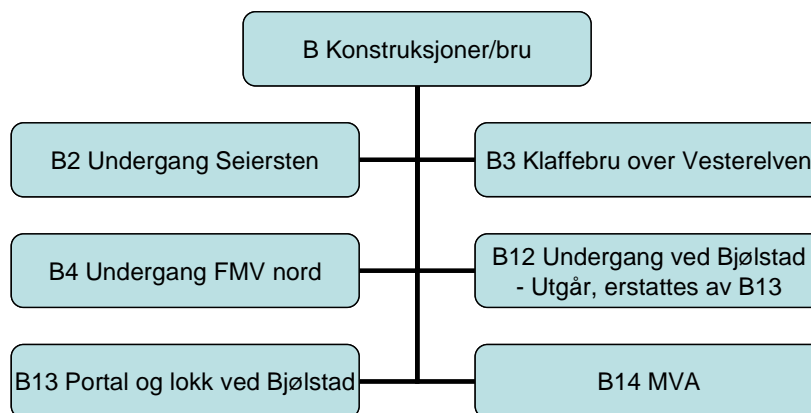 B Konstruksjoner/bru
B2 Undergang Seiersten
B3 Klaffebru over Vesterelven
B4 Undergang FMV nord
B12 Undergang ved Bjølstad
- Utgår, erstattes av B13
B13 Portal og lokk ved Bjølstad
B14 MVA